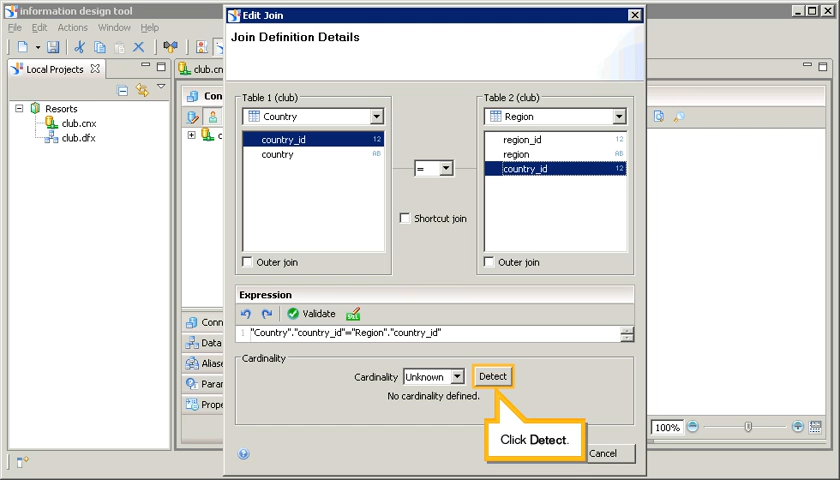 information design tool
File Edit Actions Window Help
Local Projects
Resorts
club.cnx
club.dfx
club.cn
Con
Conn
Data
Aliase
Parar
Prope
100%
Edit Join
Join Definition Details
Table 1 (club)
Country
country_id 12
country AB
=
Shortcut join
Outer join
Table 2 (club)
Region
region_id 12
region AB
country_id 12
Outer join
Expression
Validate
1 "Country"."country_id"="Region"."country_id"
Cardinality
Cardinality Unknown Detect
No cardinality defined.
Click Detect.
Cancel